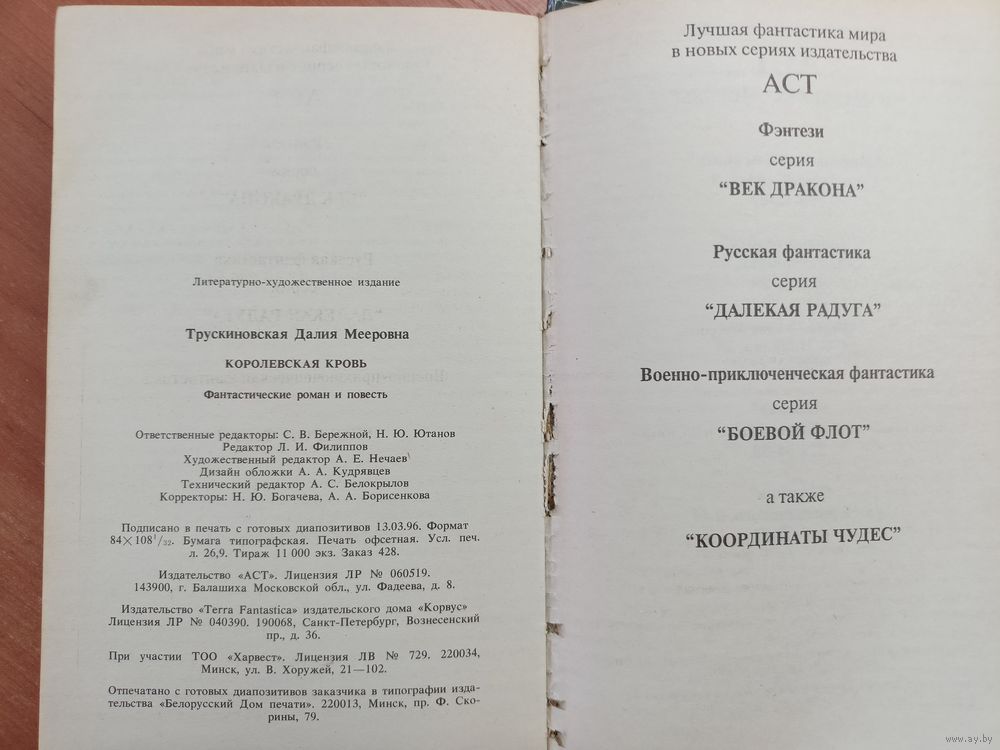 Литературно-художественное издание
Трускиновская Далия Мееровна
КОРОЛЕВСКАЯ КРОВЬ
Фантастические роман и повесть
Ответственные редакторы: С. В. Бережной, Н. Ю. Ютанов
Редактор Л. И. Филиппов
Художественный редактор А. Е. Нечаев
Дизайн обложки А. А. Кудрявцев
Технический редактор А. С. Белокрылов
Корректоры: Н. Ю. Богачева, А. А. Борисенкова
Подписано в печать с готовых диапозитивов 13.03.96. Формат
84×108 1/32. Бумага типографская. Печать офсетная. Усл. печ.
л. 26,9. Тираж 11 000 экз. Заказ 428.
Издательство «АСТ». Лицензия ЛР № 060519.
143900, г. Балашиха Московской обл., ул. Фадеева, д. 8.
Издательство «Terra Fantastica» издательского дома «Корвус»
Лицензия ЛР № 040390. 190068, Санкт-Петербург, Вознесенский
пр., д. 36.
При участии ТОО «Харвест». Лицензия ЛВ № 729. 220034,
Минск, ул. В. Хоружей, 21—102.
Отпечатано с готовых диапозитивов заказчика в типографии изда-
тельства «Белорусский Дом печати». 220013, Минск, пр. Ф. Ско-
рины, 79.
Лучшая фантастика мира
в новых сериях издательства
АСТ
Фэнтези
серия
“ВЕК ДРАКОНА”
Русская фантастика
серия
“ДАЛЕКАЯ РАДУГА”
Военно-приключенческая фантастика
серия
“БОЕВОЙ ФЛОТ”
а также
“КООРДИНАТЫ ЧУДЕС”
www.ay.by